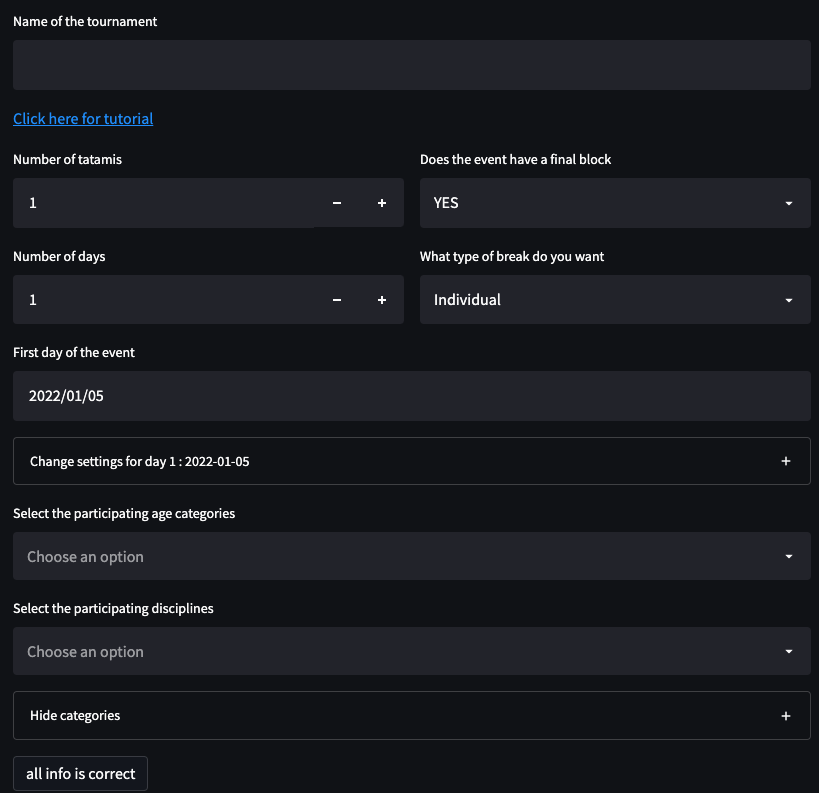 Name of the tournament
Click here for tutorial
Number of tatamis
Does the event have a final block
1
YES
Number of days
What type of break do you want
1
Individual
First day of the event
2022/01/05
Change settings for day 1 : 2022-01-05
Select the participating age categories
Choose an option
Select the participating disciplines
Choose an option
Hide categories
all info is correct